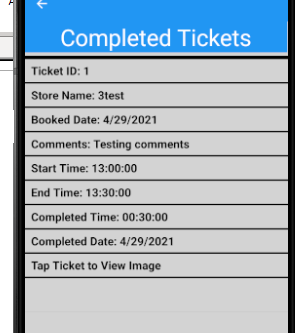 Completed Tickets
Ticket ID: 1
Store Name: 3test
Booked Date: 4/29/2021
Comments: Testing comments
Start Time: 13:00:00
End Time: 13:30:00
Completed Time: 00:30:00
Completed Date: 4/29/2021
Tap Ticket to View Image